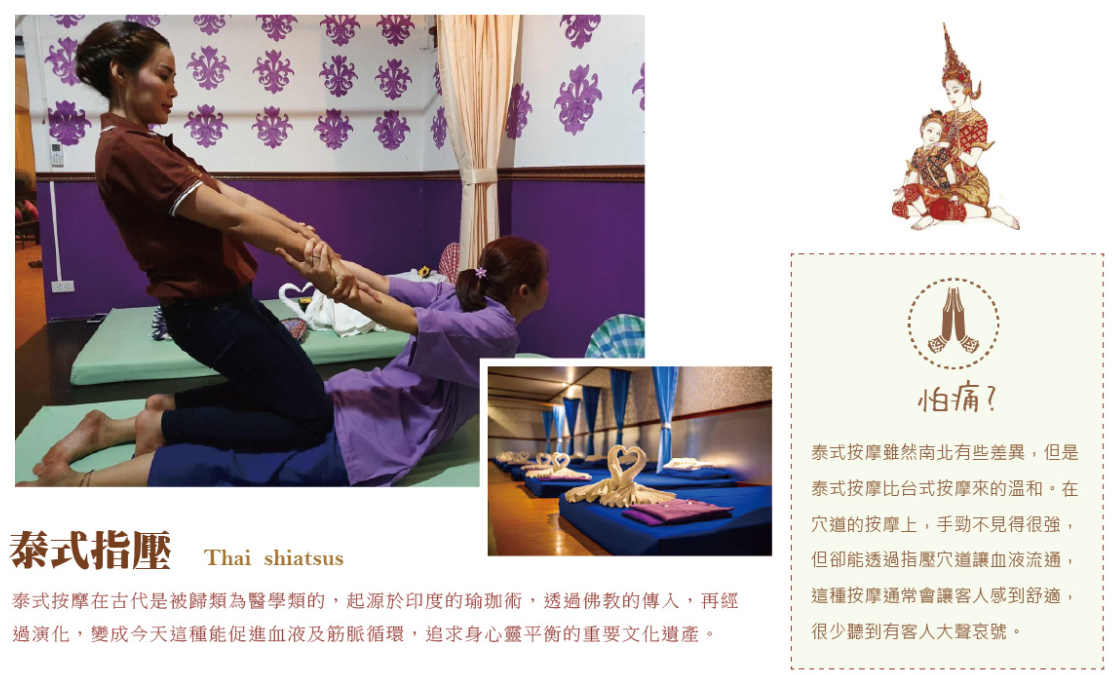 泰式指壓 Thai shiatsus
泰式按摩在古代是被歸類為醫學類的，起源於印度的瑜珈術，透過佛教的傳入，再經
過演化，變成今天這種能促進血液及筋脈循環，追求身心靈平衡的重要文化遺產。
怕痛？
泰式按摩雖然南北有些差異，但是
泰式按摩比台式按摩來的溫和。在
穴道的按摩上，手勁不見得很強，
但卻能透過指壓穴道讓血液流通，
這種按摩通常會讓客人感到舒適，
很少聽到有客人大聲哀號。